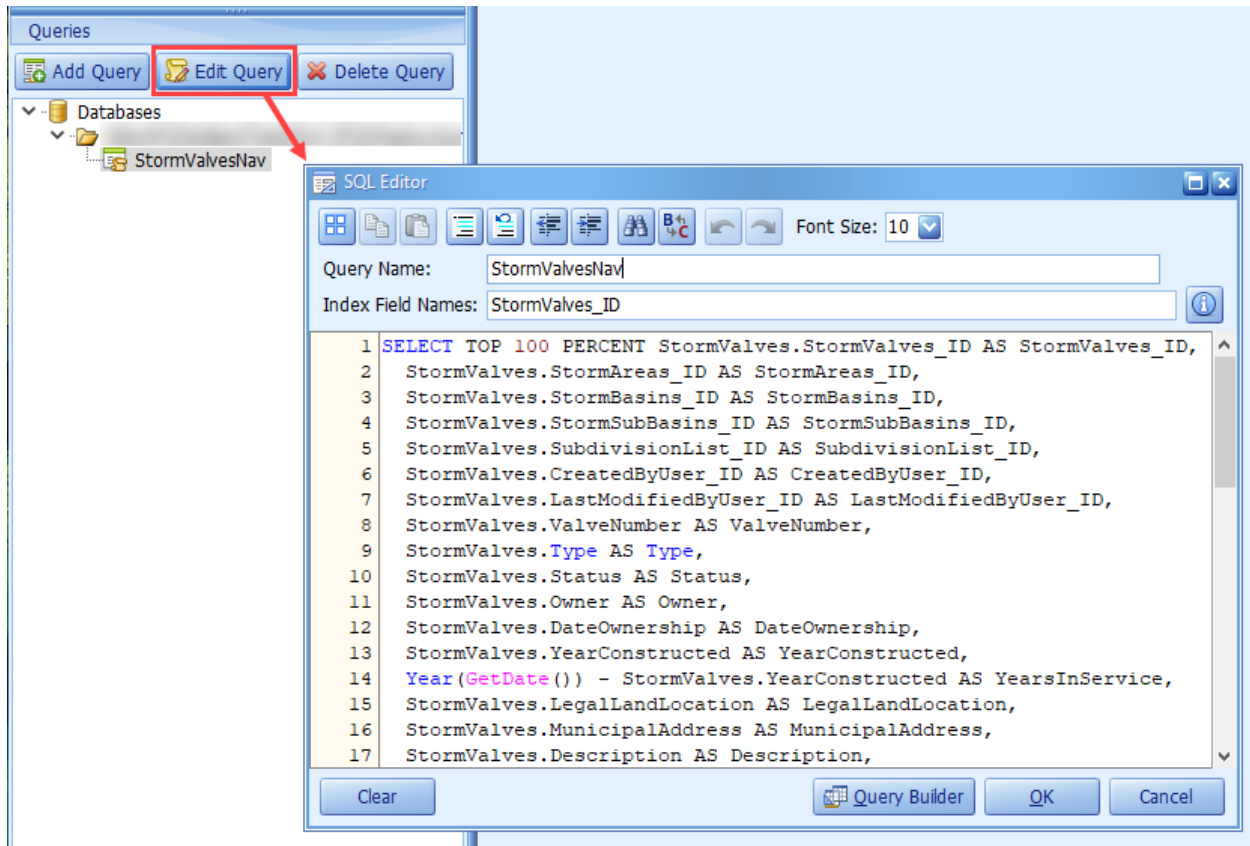 Queries
Add Query Edit Query Delete Query
Databases
StormValvesNav
SQL Editor
B C Font Size: 10
Query Name: StormValvesNav
Index Field Names: StormValves_ID
1 SELECT TOP 100 PERCENT StormValves.StormValves_ID AS StormValves_ID,
2 StormValves.StormAreas_ID AS StormAreas_ID,
3 StormValves.StormBasins_ID AS StormBasins_ID,
4 StormValves.StormSubBasins_ID AS StormSubBasins_ID,
5 StormValves.SubdivisionList_ID AS SubdivisionList_ID,
6 StormValves.CreatedByUser_ID AS CreatedByUser_ID,
7 StormValves.LastModifiedByUser_ID AS LastModifiedByUser_ID,
8 StormValves.ValveNumber AS ValveNumber,
9 StormValves.Type AS Type,
10 StormValves.Status AS Status,
11 StormValves.Owner AS Owner,
12 StormValves.DateOwnership AS DateOwnership,
13 StormValves.YearConstructed AS YearConstructed,
14 Year(GetDate()) - StormValves.YearConstructed AS YearsInService,
15 StormValves.LegalLandLocation AS LegalLandLocation,
16 StormValves.MunicipalAddress AS MunicipalAddress,
17 StormValves.Description AS Description,
Clear Query Builder OK Cancel